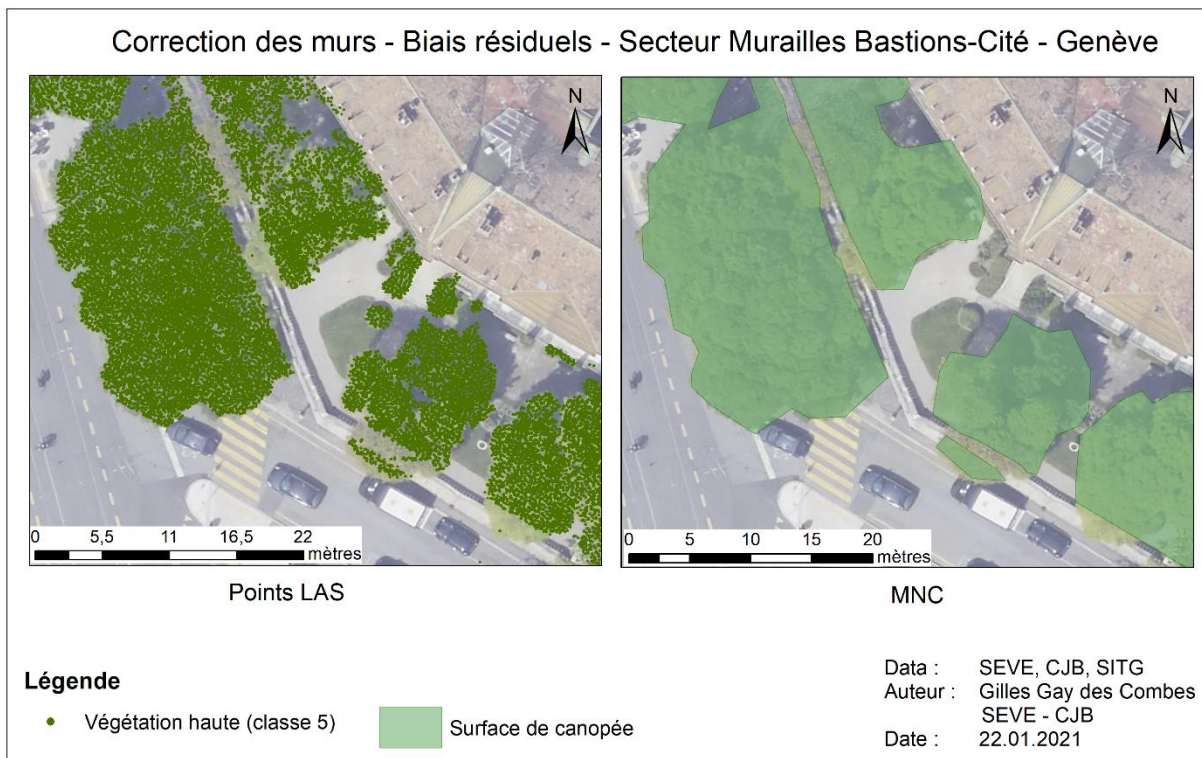 Correction des murs - Biais résiduels - Secteur Murailles Bastions-Cité - Genève
N
N
0 5,5 11 16,5 22
mètres
0 5 10 15 20
mètres
Points LAS
MNC
Légende
Végétation haute (classe 5)
Surface de canopée
Data : SEVE, CJB, SITG
Auteur : Gilles Gay des Combes
SEVE - CJB
Date : 22.01.2021